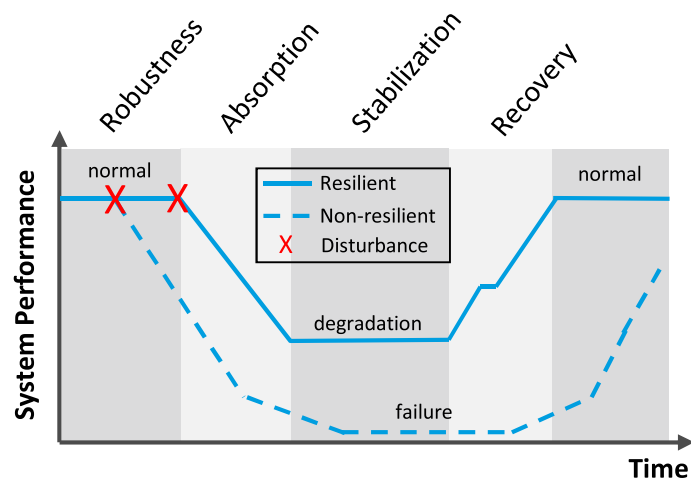 Robustness
Absorption
Stabilization
Recovery
normal
normal
Resilient
Non-resilient
X Disturbance
X
X
degradation
failure
System Performance
Time